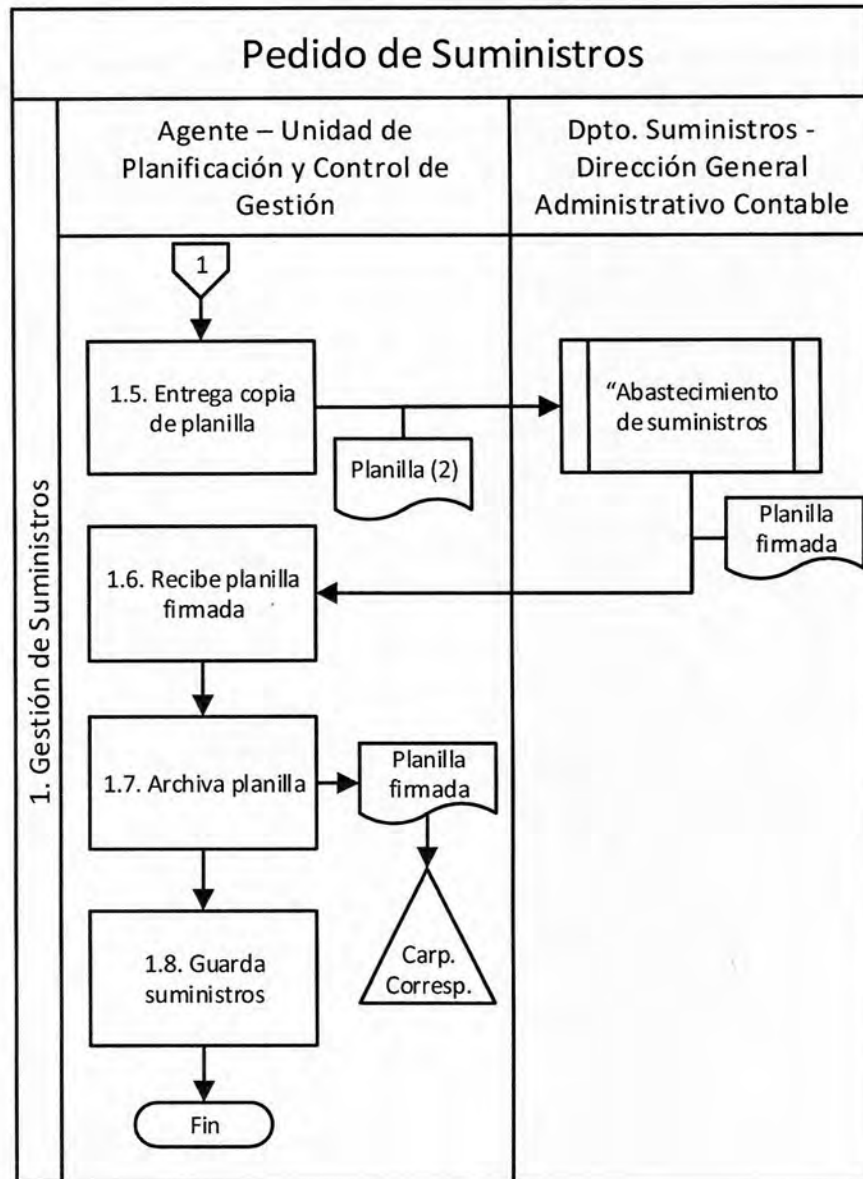 Pedido de Suministros
Agente – Unidad de
Planificación y Control de
Gestión
Dpto. Suministros -
Dirección General
Administrativo Contable
1. Gestión de Suministros
1
1.5. Entrega copia
de planilla
Planilla (2)
“Abastecimiento
de suministros
Planilla
firmada
1.6. Recibe planilla
firmada
1.7. Archiva planilla
Planilla
firmada
Carp.
Corresp.
1.8. Guarda
suministros
Fin